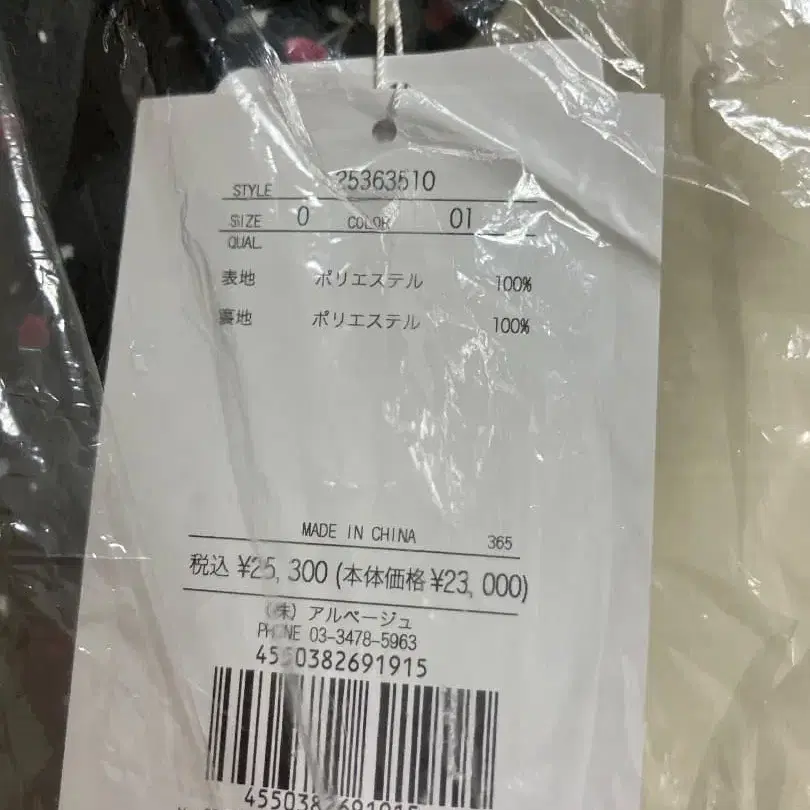 STYLE 25363510
SIZE 0 COLOR 01
QUAL.
表地 ポリエステル 100%
裏地 ポリエステル 100%
MADE IN CHINA 365
税込 ¥25,300 (本体価格 ¥23,000)
(株) アルページュ
PHONE 03-3478-5963
4550382691915
4550382691915